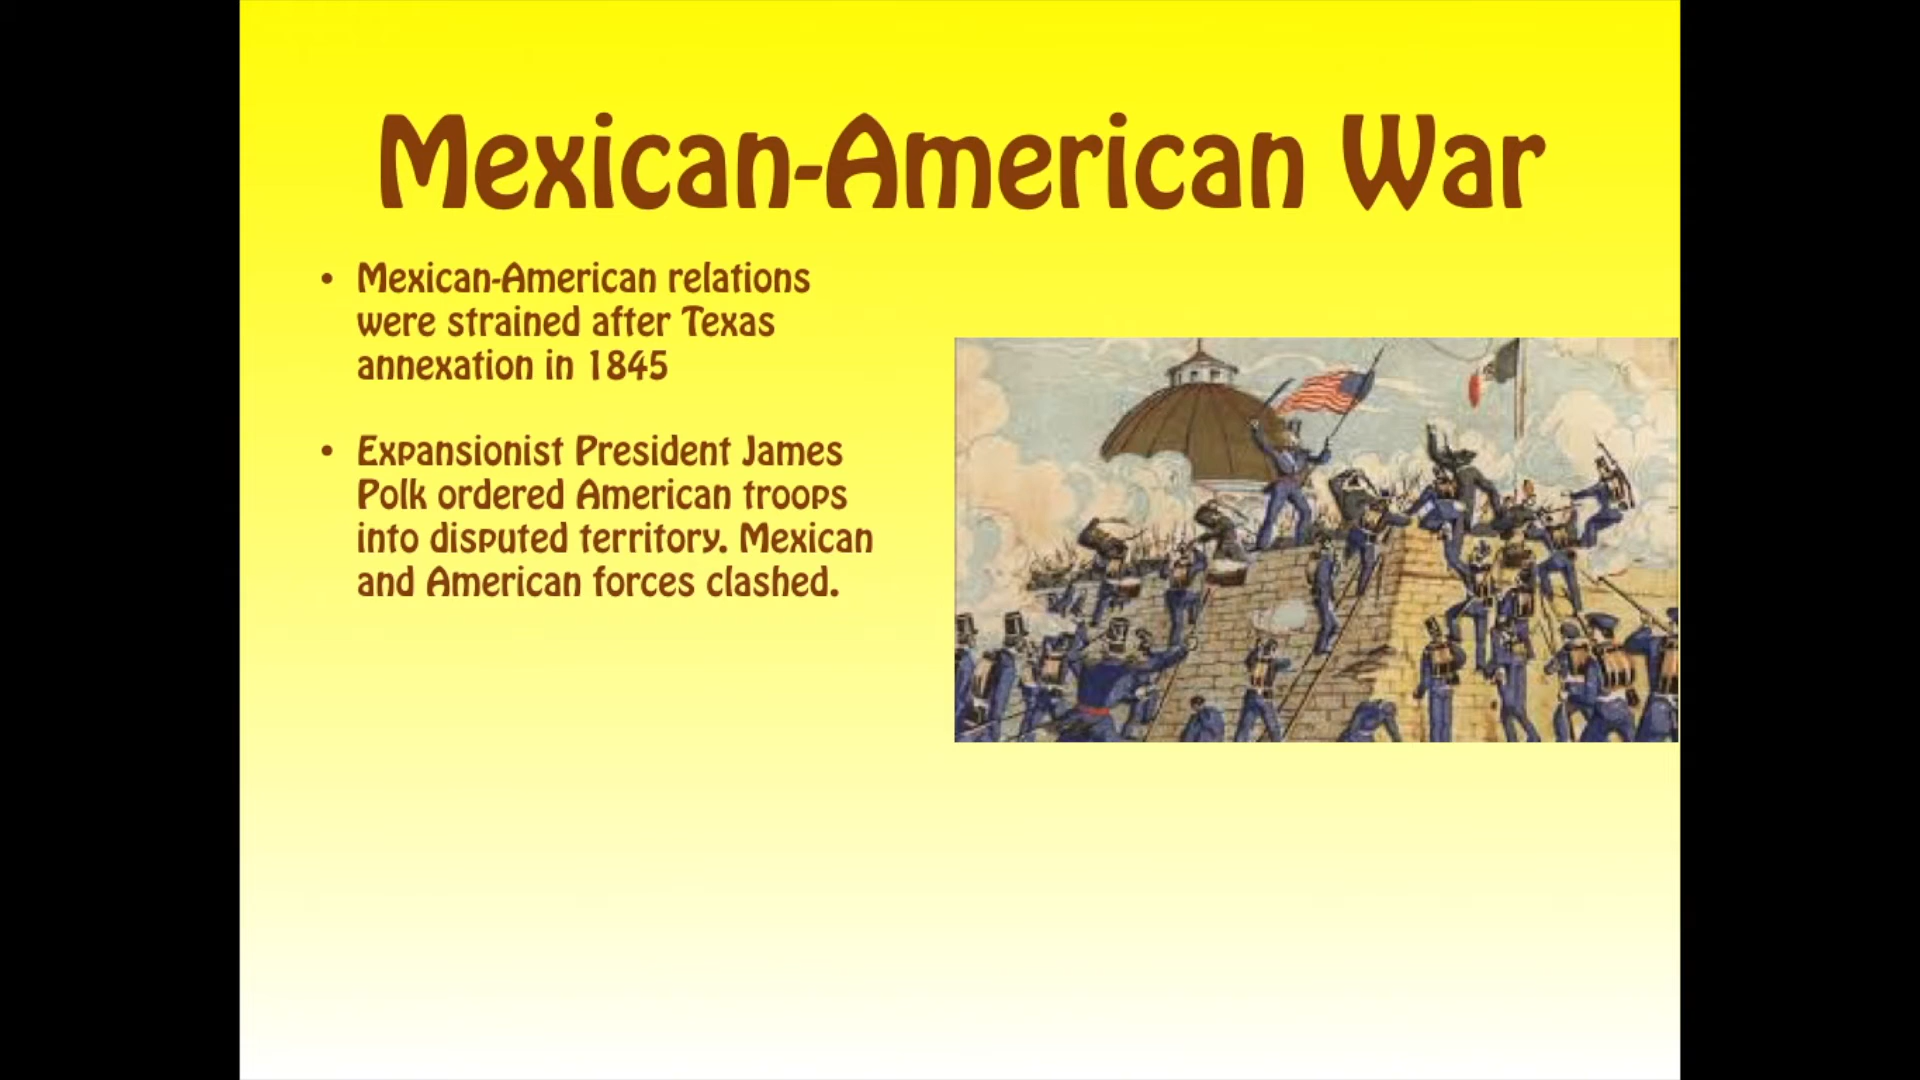 Mexican-American War
• Mexican-American relations
were strained after Texas
annexation in 1845
• Expansionist President James
Polk ordered American troops
into disputed territory. Mexican
and American forces clashed.